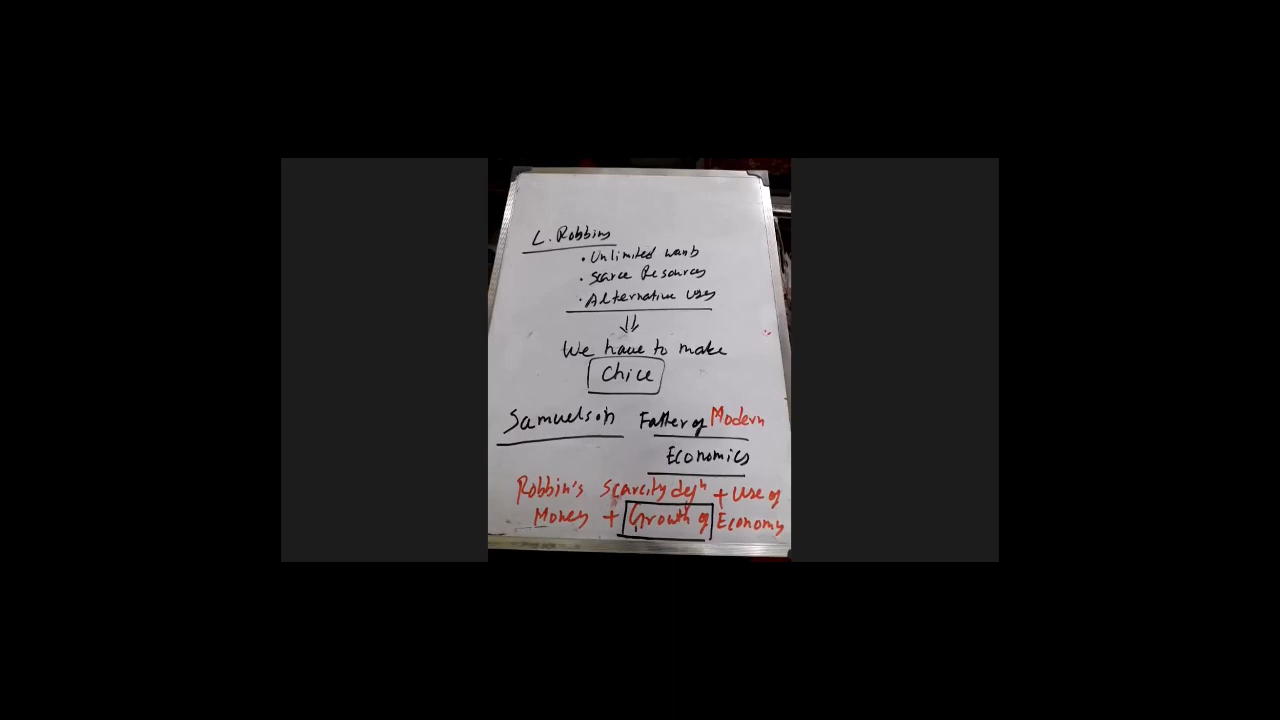 L. Robbins
• Unlimited wants
• Scarce Resources
• Alternative uses
We have to make
Chice
Samuelson Father of Modern
Economics
Robbin's Scarcity defn + Use of
Money + Growth of Economy